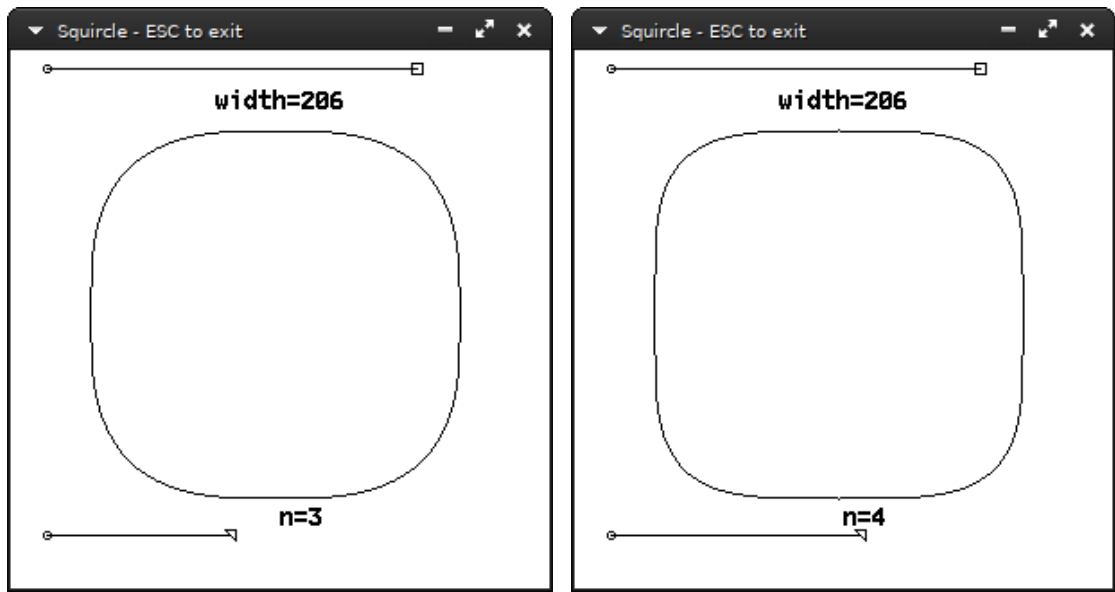 Squircle - ESC to exit
width=206
n=3
Squircle - ESC to exit
width=206
n=4